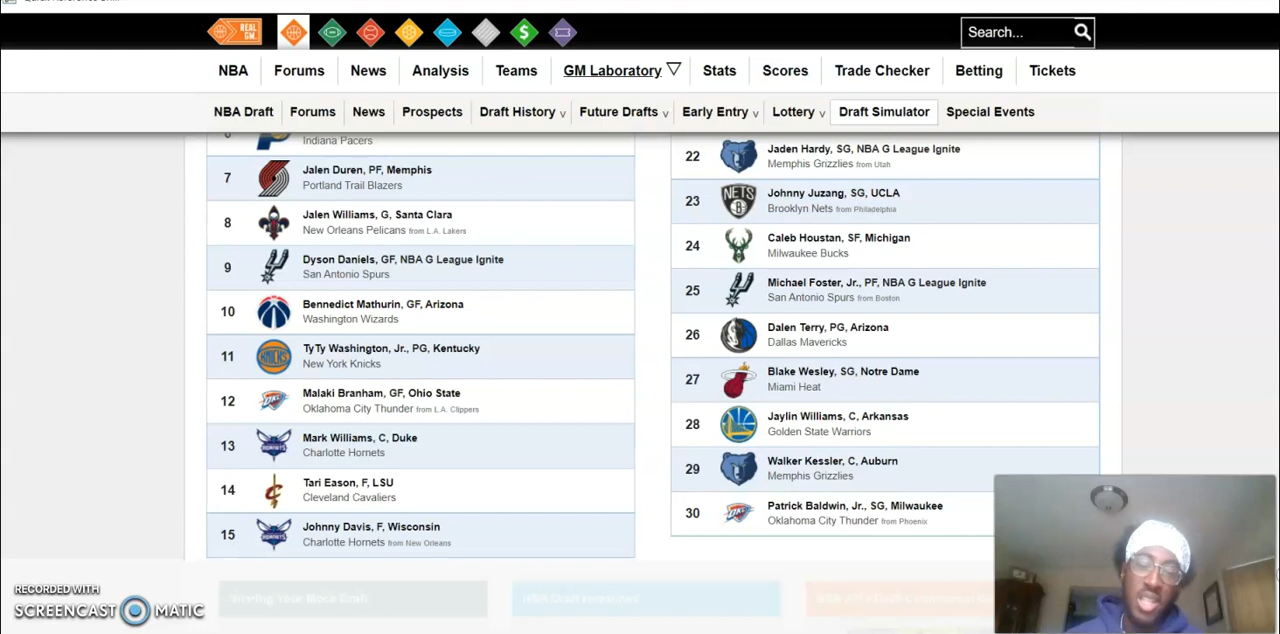 REAL
GM.
Search...
NBA
Forums
News
Analysis
Teams
GM Laboratory
Stats
Scores
Trade Checker
Betting
Tickets
NBA Draft
Forums
News
Prospects
Draft History v
Future Drafts v
Early Entry v
Lottery v
Draft Simulator
Special Events
Indiana Pacers
7
Jalen Duren, PF, Memphis
Portland Trail Blazers
8
Jalen Williams, G, Santa Clara
New Orleans Pelicans from L.A. Lakers
9
Dyson Daniels, GF, NBA G League Ignite
San Antonio Spurs
10
Bennedict Mathurin, GF, Arizona
Washington Wizards
11
TyTy Washington, Jr., PG, Kentucky
New York Knicks
12
Malaki Branham, GF, Ohio State
Oklahoma City Thunder from L.A. Clippers
13
Mark Williams, C, Duke
Charlotte Hornets
14
Tari Eason, F, LSU
Cleveland Cavaliers
15
Johnny Davis, F, Wisconsin
Charlotte Hornets from New Orleans
22
Jaden Hardy, SG, NBA G League Ignite
Memphis Grizzlies from Utah
23
Johnny Juzang, SG, UCLA
Brooklyn Nets from Philadelphia
24
Caleb Houstan, SF, Michigan
Milwaukee Bucks
25
Michael Foster, Jr., PF, NBA G League Ignite
San Antonio Spurs from Boston
26
Dalen Terry, PG, Arizona
Dallas Mavericks
27
Blake Wesley, SG, Notre Dame
Miami Heat
28
Jaylin Williams, C, Arkansas
Golden State Warriors
29
Walker Kessler, C, Auburn
Memphis Grizzlies
30
Patrick Baldwin, Jr., SG, Milwaukee
Oklahoma City Thunder from Phoenix
RECORDED WITH
SCREENCAST MATIC